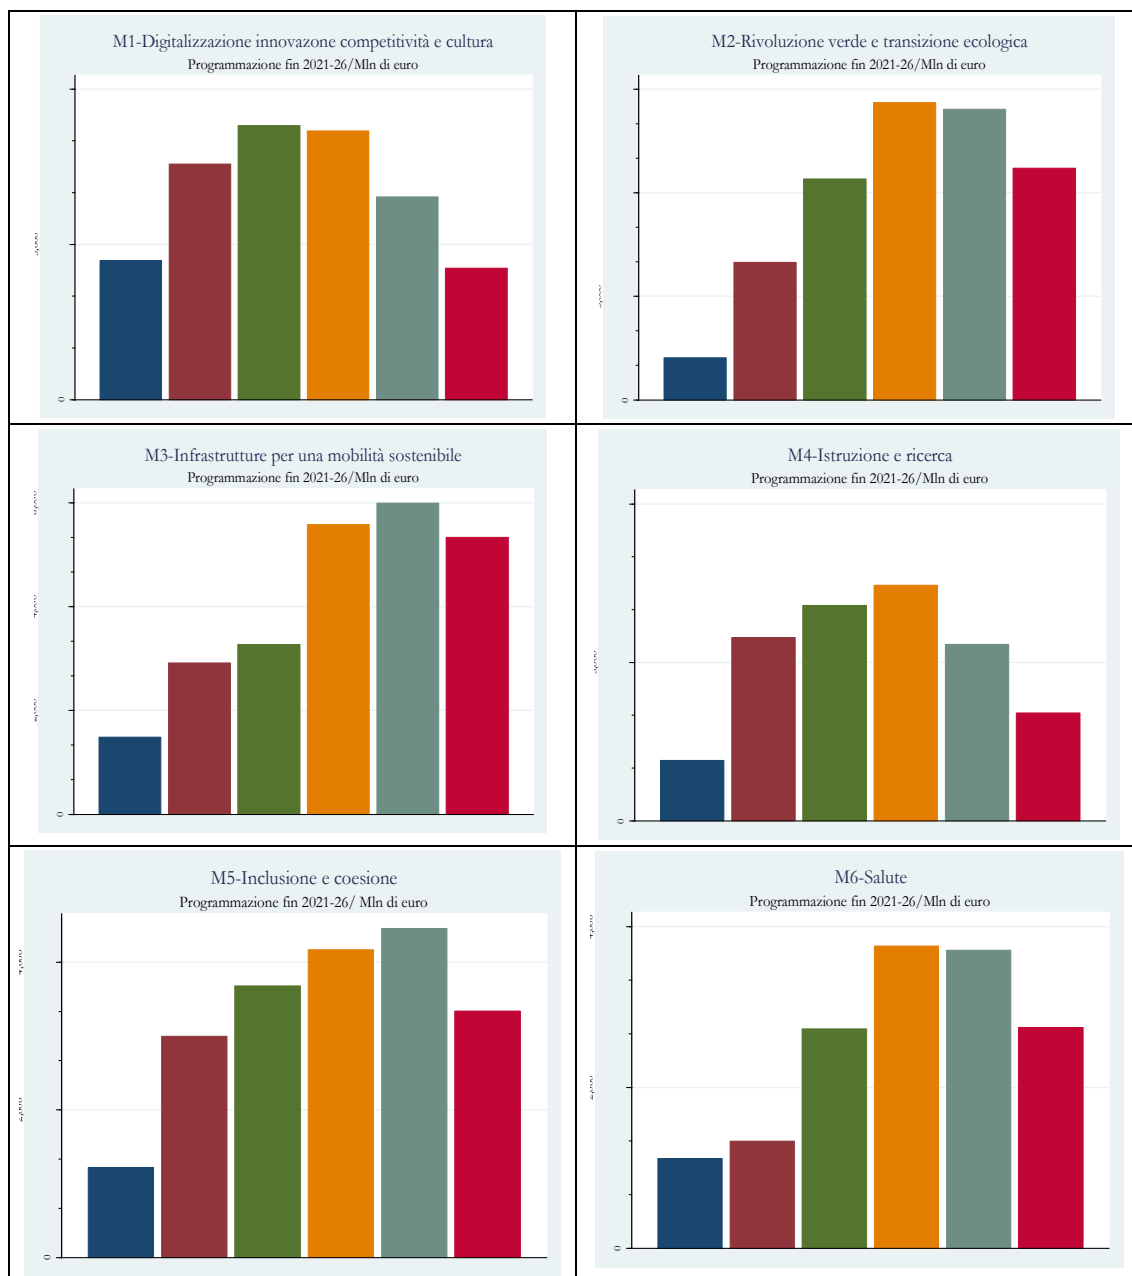 M1-Digitalizzazione innovazone competitività e cultura
Programmazione fin 2021-26/Mln di euro
0
M2-Rivoluzione verde e transizione ecologica
Programmazione fin 2021-26/Mln di euro
0
M3-Infrastrutture per una mobilità sostenibile
Programmazione fin 2021-26/Mln di euro
0
M4-Istruzione e ricerca
Programmazione fin 2021-26/Mln di euro
0
M5-Inclusione e coesione
Programmazione fin 2021-26/ Mln di euro
0
M6-Salute
Programmazione fin 2021-26/Mln di euro
0